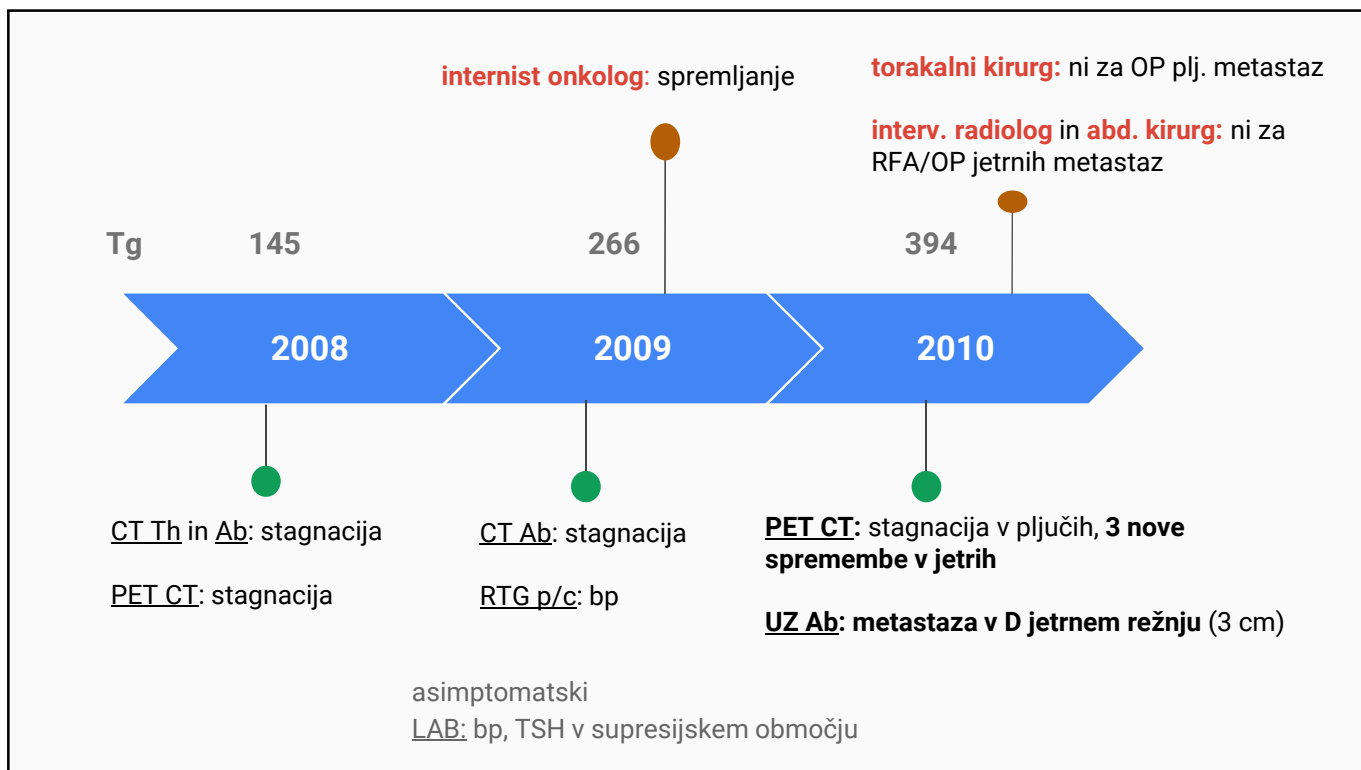 internist onkolog: spremljanje
torakalni kirurg: ni za OP plj. metastaz
interv. radiolog in abd. kirurg: ni za
RFA/OP jetrnih metastaz
Tg 145 266 394
2008 2009 2010
CT Th in Ab: stagnacija
PET CT: stagnacija
CT Ab: stagnacija
RTG p/c: bp
PET CT: stagnacija v pljučih, 3 nove
spremembe v jetrih
UZ Ab: metastaza v D jetrnem režnju (3 cm)
asimptomatski
LAB: bp, TSH v supresijskem območju